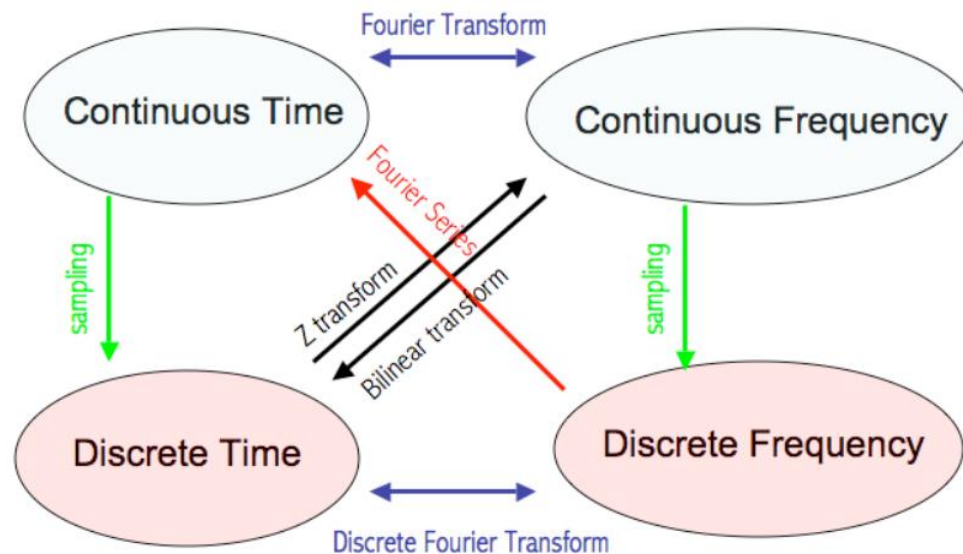 Fourier Transform
Continuous Time
Continuous Frequency
Fourier Series
sampling
Z transform
Bilinear transform
sampling
Discrete Time
Discrete Frequency
Discrete Fourier Transform